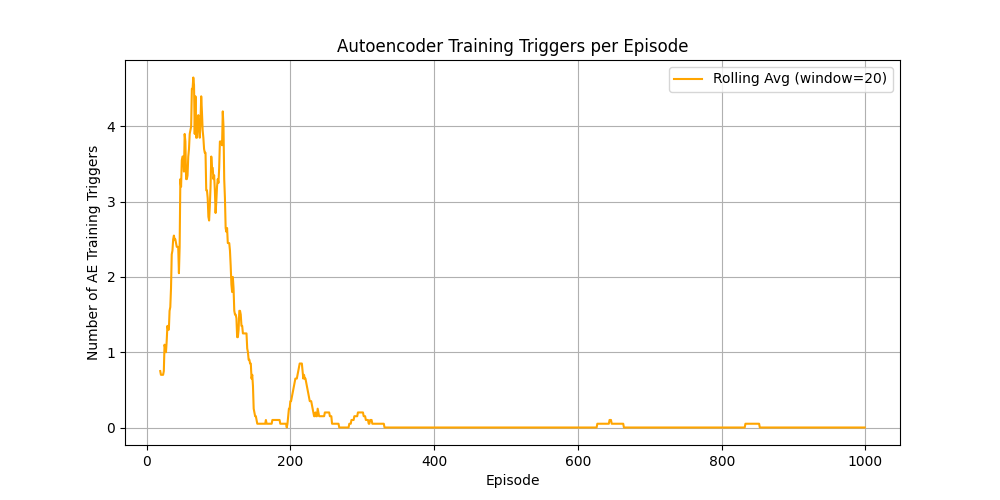 Autoencoder Training Triggers per Episode
Rolling Avg (window=20)
Number of AE Training Triggers
4
3
2
1
0
0 200 400 600 800 1000
Episode